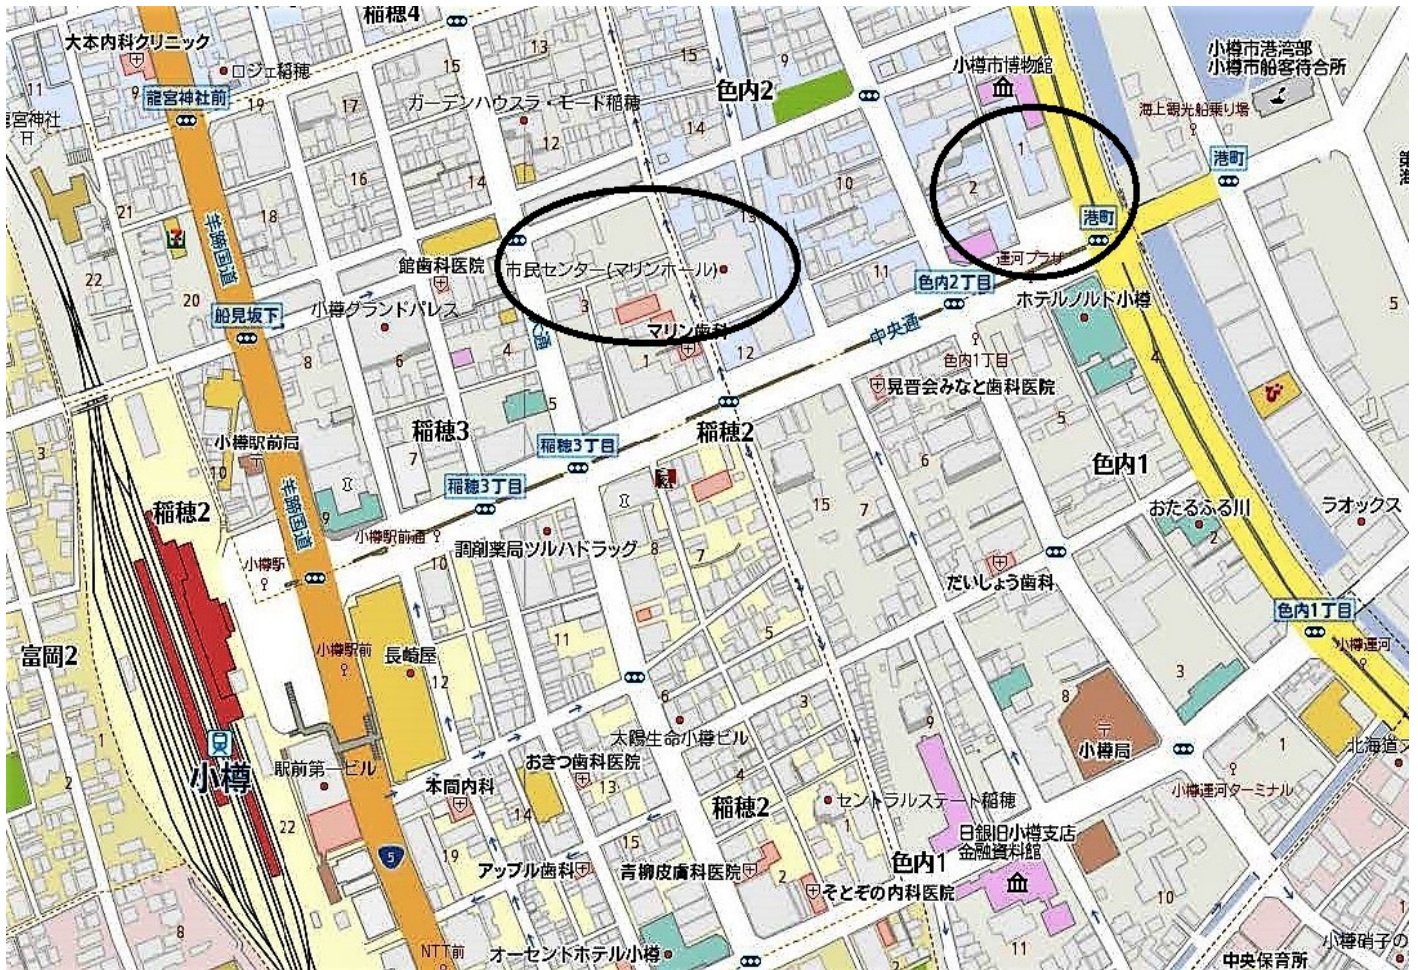 稲穂4
大本内科クリニック
ロジェ稲穂
13
15
15
9
11
9
龍宮神社前
19
17
ガーデンハウスラ・モード稲穂
色内2
14
12
小樽市博物館
小樽市港湾部
小樽市船客待合所
海上観光船乗り場
港町
21
16
14
18
羊蹄国道
10
2
1
13
港町
22
20
館歯科医院
市民センター(マリンホール)
11
運河プラザ
色内2丁目
ホテルノルド小樽
船見坂下
小樽グランドパレス
3
8
6
4
公園
マリン歯科
1
12
中央通
色内1丁目
4
5
晃晋会みなと歯科医院
5
5
稲穂3
小樽駅前局
3
10
7
稲穂3丁目
稲穂2
6
色内1
稲穂3丁目
稲穂2
羊蹄国道
9
15
7
おたるふる川
2
ラオックス
小樽駅前通
調剤薬局ツルハドラッグ
8
7
小樽駅
10
だいしょう歯科
色内1丁目
富岡2
小樽駅前
長崎屋
12
11
5
小樽運河
6
3
9
8
3
小樽局
1
1
太陽生命小樽ビル
2
小樽
駅前第一ビル
おきつ歯科医院
13
4
本間内科
稲穂2
セントラルステート稲穂
1
小樽運河ターミナル
22
5
19
15
アップル歯科
青柳皮膚科医院
2
色内1
日銀旧小樽支店
金融資料館
そとぞの内科医院
10
8
NTT前
オーセントホテル小樽
11
中央保育所